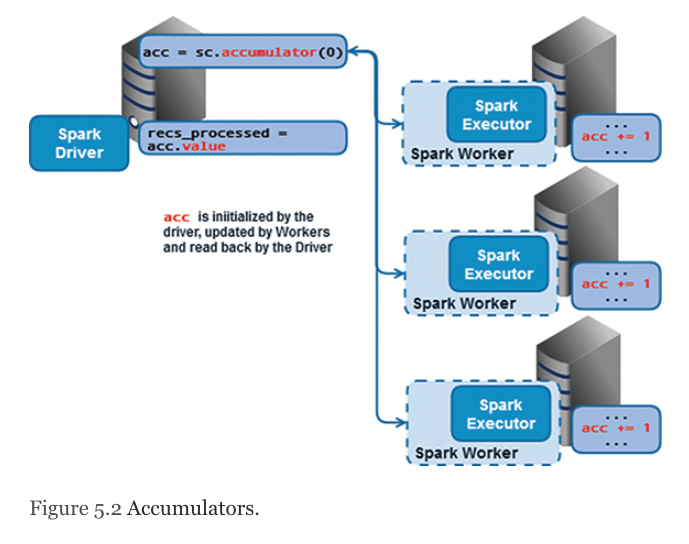 acc = sc.accumulator(0)
Spark
Driver
recs_processed =
acc.value
acc is iniitialized by the
driver, updated by Workers
and read back by the Driver
Spark
Executor
Spark Worker
...
acc += 1
...
Spark
Executor
Spark Worker
...
acc += 1
...
Spark
Executor
Spark Worker
...
acc += 1
...
Figure 5.2 Accumulators.